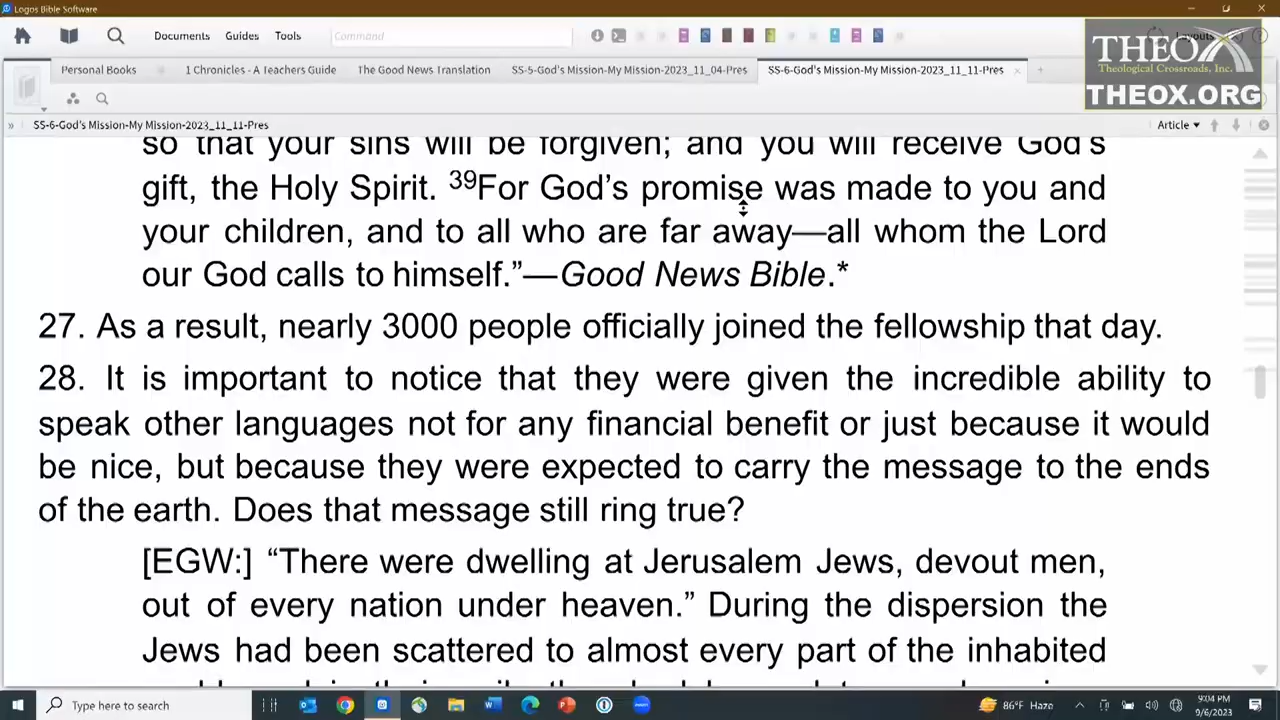 Logos Bible Software
Documents Guides Tools Command Layouts
THEOX
Theological Crossroads, Inc.
THEOX.ORG
Personal Books 1 Chronicles - A Teachers Guide The Good News Bible SS-5-God's Mission-My Mission-2023_11_04-Pres SS-6-God's Mission-My Mission-2023_11_11-Pres
SS-6-God's Mission-My Mission-2023_11_11-Pres Article
so that your sins will be forgiven; and you will receive God's
gift, the Holy Spirit. 39For God’s promise was made to you and
your children, and to all who are far away—all whom the Lord
our God calls to himself.”—Good News Bible.*
27. As a result, nearly 3000 people officially joined the fellowship that day.
28. It is important to notice that they were given the incredible ability to
speak other languages not for any financial benefit or just because it would
be nice, but because they were expected to carry the message to the ends
of the earth. Does that message still ring true?
[EGW:] “There were dwelling at Jerusalem Jews, devout men,
out of every nation under heaven.” During the dispersion the
Jews had been scattered to almost every part of the inhabited
Type here to search
86°F Haze
9:04 PM
9/6/2023